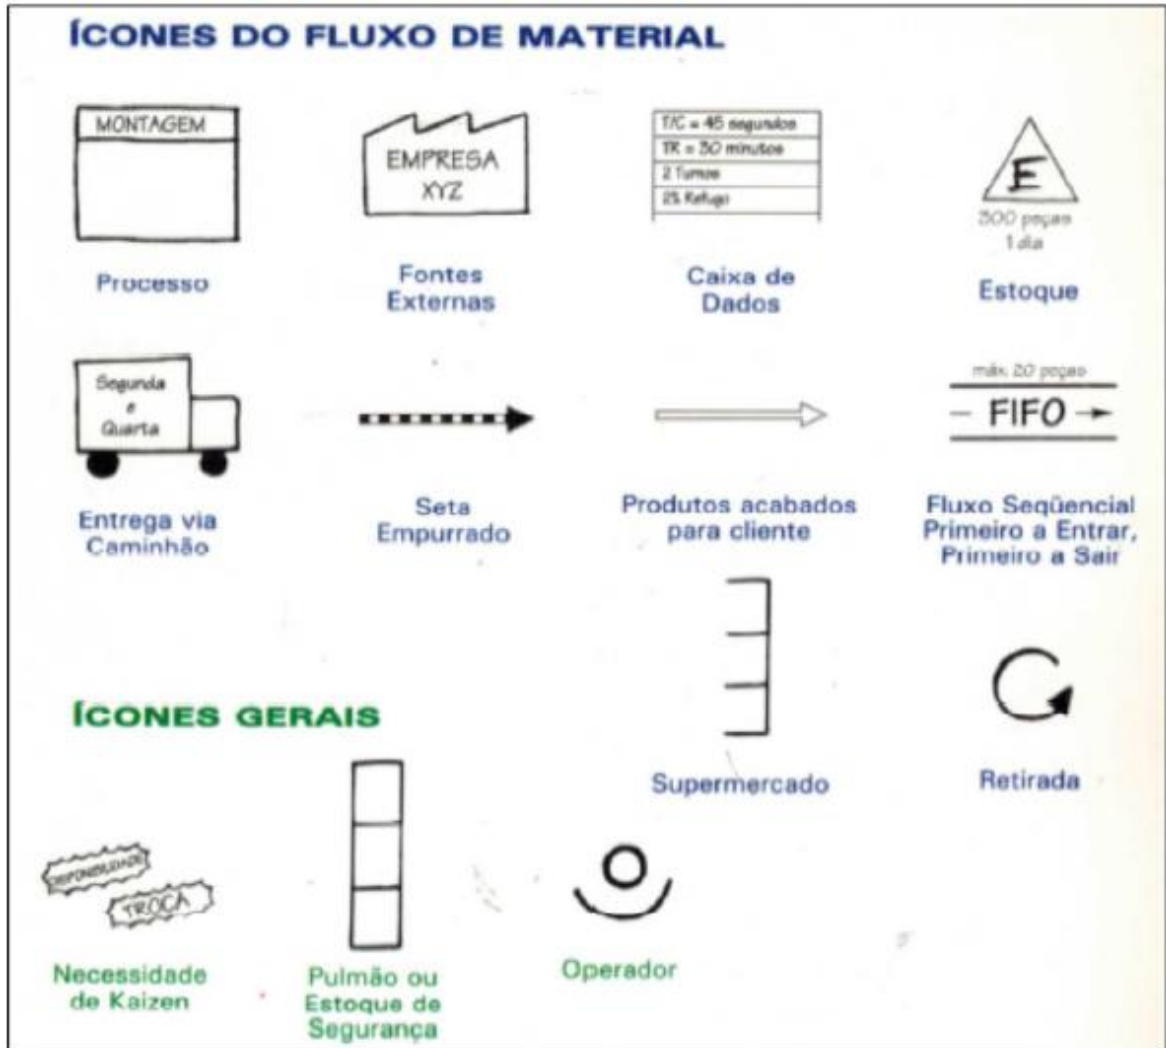 ÍCONES DO FLUXO DE MATERIAL
MONTAGEM
Processo
EMPRESA
XYZ
Fontes
Externas
T/C = 45 segundos
TR = 30 minutos
2 Turnos
2% Refugo
Caixa de
Dados
E
300 peças
1 dia
Estoque
Segunda
e
Quarta
Entrega via
Caminhão
Seta
Empurrado
Produtos acabados
para cliente
máx. 20 peças
FIFO
Fluxo Seqüencial
Primeiro a Entrar,
Primeiro a Sair
Supermercado
Retirada
ÍCONES GERAIS
DISPONIBILIDADE
TROCA
Necessidade
de Kaizen
Pulmão ou
Estoque de
Segurança
Operador